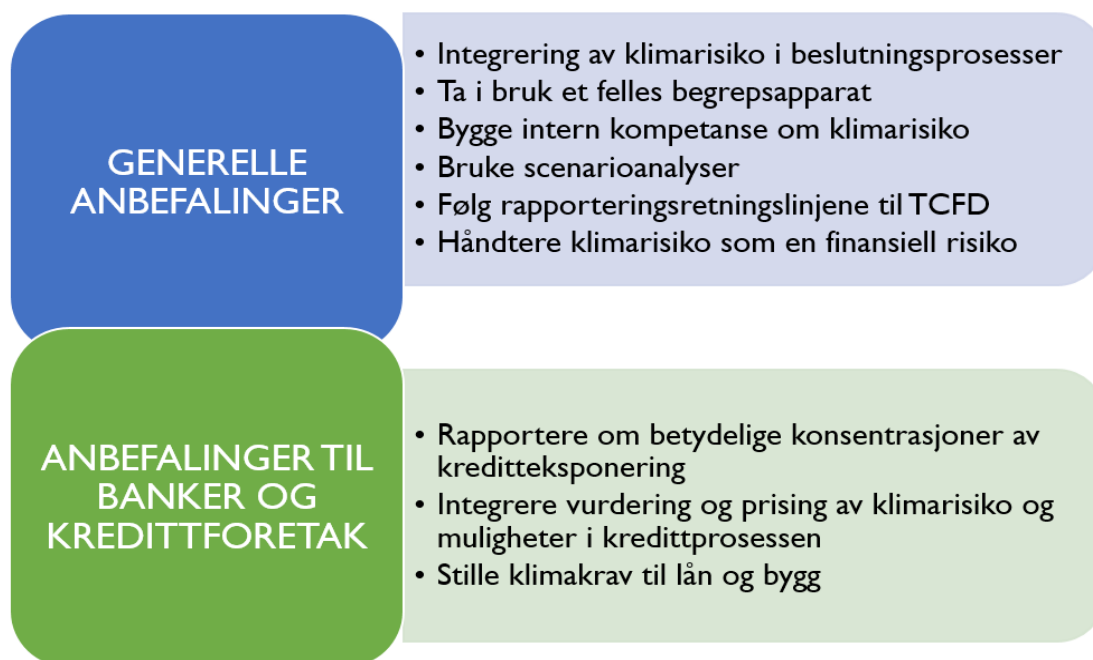 GENERELLE
ANBEFALINGER
• Integrering av klimarisiko i beslutningsprosesser
• Ta i bruk et felles begrepsapparat
• Bygge intern kompetanse om klimarisiko
• Bruke scenarioanalyser
• Følg rapporteringsretningslinjene til TCFD
• Håndtere klimarisiko som en finansiell risiko
ANBEFALINGER TIL
BANKER OG
KREDITTFORETAK
• Rapportere om betydelige konsentrasjoner av
kreditteksponering
• Integrere vurdering og prising av klimarisiko og
muligheter i kredittprosessen
• Stille klimakrav til lån og bygg